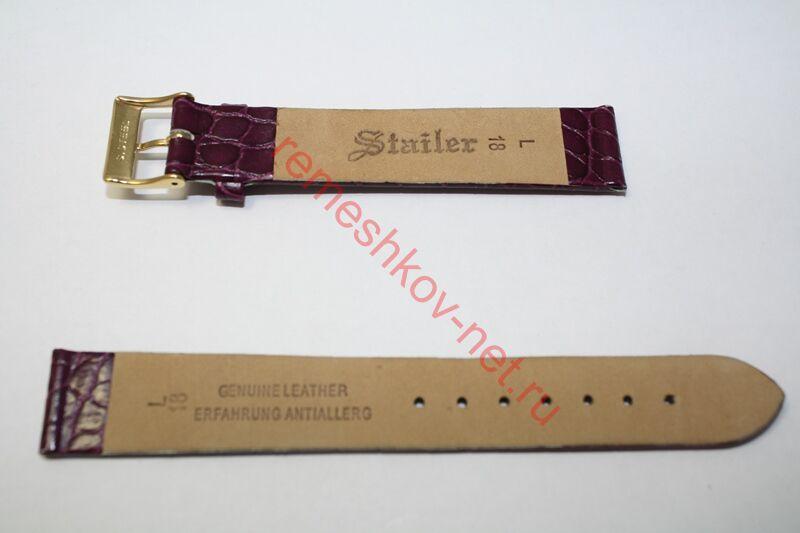 Stailer
L
18
GENUINE LEATHER
ERFAHRUNG ANTIALLERG
L
18
remeshkov-net.ru